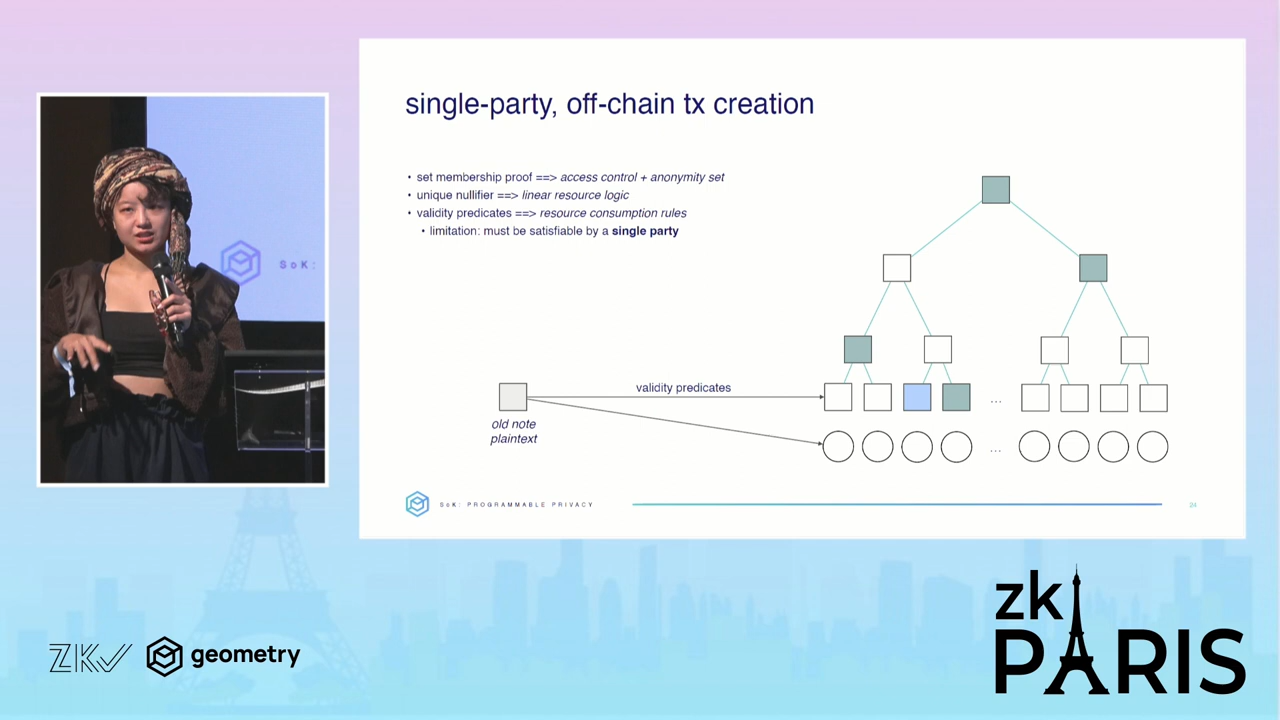 single-party, off-chain tx creation
• set membership proof ==> access control + anonymity set
• unique nullifier ==> linear resource logic
• validity predicates ==> resource consumption rules
• limitation: must be satisfiable by a single party
validity predicates
old note
plaintext
...
...
SoK: PROGRAMMABLE PRIVACY
24
SoK:
ZKV
geometry
zk
PARIS